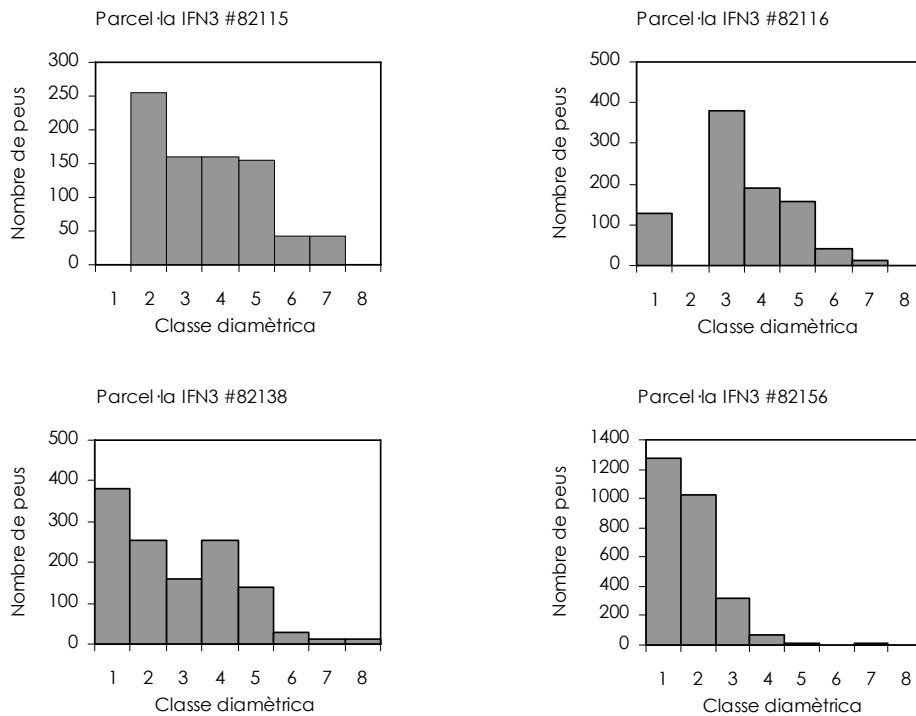 Parcel·la IFN3 #82115
Nombre de peus
300
250
200
150
100
50
0
1 2 3 4 5 6 7 8
Classe diamètrica
Parcel·la IFN3 #82116
Nombre de peus
500
400
300
200
100
0
1 2 3 4 5 6 7 8
Classe diamètrica
Parcel·la IFN3 #82138
Nombre de peus
500
400
300
200
100
0
1 2 3 4 5 6 7 8
Classe diamètrica
Parcel·la IFN3 #82156
Nombre de peus
1400
1200
1000
800
600
400
200
0
1 2 3 4 5 6 7 8
Classe diamètrica